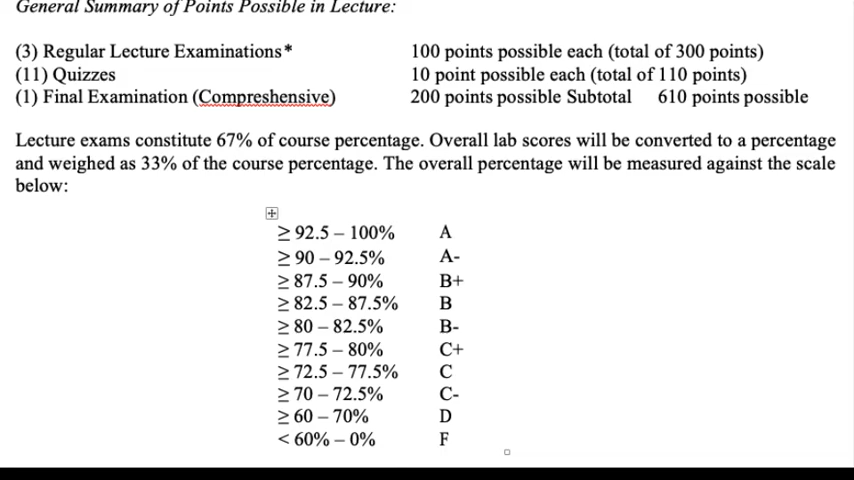 General Summary of Points Possible in Lecture:
(3) Regular Lecture Examinations* 100 points possible each (total of 300 points)
(11) Quizzes 10 point possible each (total of 110 points)
(1) Final Examination (Compreshensive) 200 points possible Subtotal 610 points possible
Lecture exams constitute 67% of course percentage. Overall lab scores will be converted to a percentage
and weighed as 33% of the course percentage. The overall percentage will be measured against the scale
below:
≥ 92.5 – 100% A
≥ 90 – 92.5% A-
≥ 87.5 – 90% B+
≥ 82.5 – 87.5% B
≥ 80 – 82.5% B-
≥ 77.5 – 80% C+
≥ 72.5 – 77.5% C
≥ 70 – 72.5% C-
≥ 60 – 70% D
< 60% – 0% F